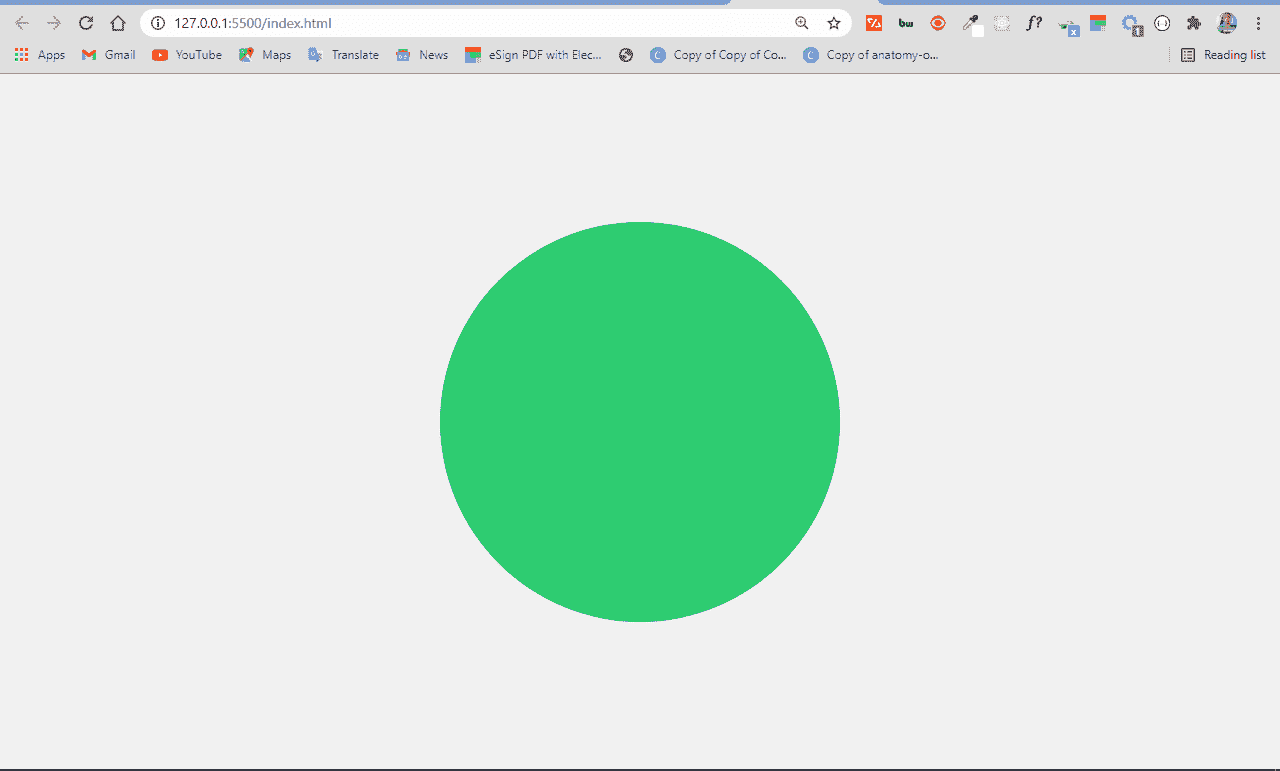 127.0.0.1:5500/index.html
bw
f?
x
Apps Gmail YouTube Maps Translate News eSign PDF with Elec... C Copy of Copy of Co... C Copy of anatomy-o... Reading list